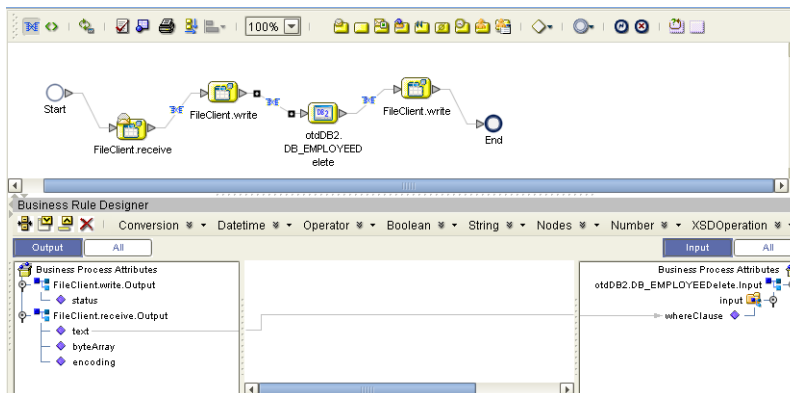 100%
Start
FileClient.receive
FileClient.write
DB2
otdDB2.
DB_EMPLOYEED
elete
FileClient.write
End
Business Rule Designer
Conversion Datetime Operator Boolean String Nodes Number XSDOperation
Output All
Input All
Business Process Attributes
FileClient.write.Output
status
FileClient.receive.Output
text
byteArray
encoding
Business Process Attributes
otdDB2.DB_EMPLOYEEDelete.Input
input
whereClause